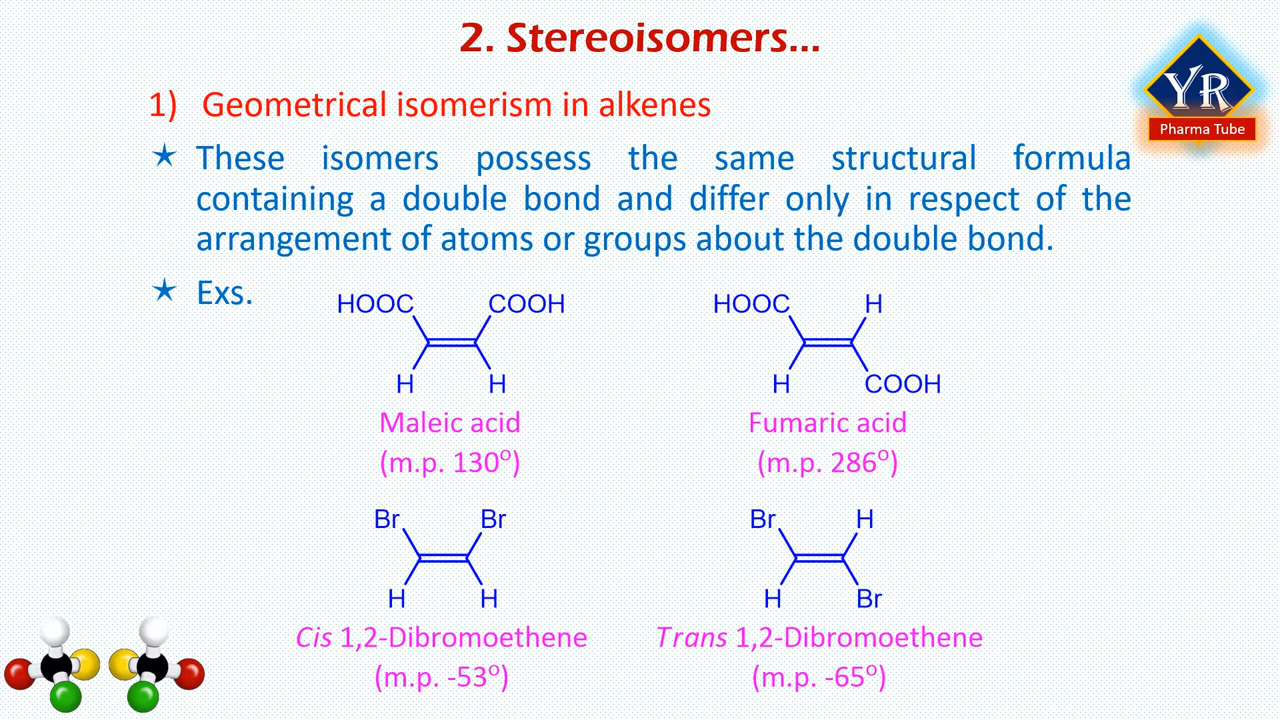 2. Stereoisomers...
YR
Pharma Tube
1) Geometrical isomerism in alkenes
★ These isomers possess the same structural formula
containing a double bond and differ only in respect of the
arrangement of atoms or groups about the double bond.
★ Exs.
HOOC COOH HOOC H
H H H COOH
Maleic acid Fumaric acid
(m.p. 130º) (m.p. 286º)
Br Br Br H
H H H Br
Cis 1,2-Dibromoethene Trans 1,2-Dibromoethene
(m.p. -53º) (m.p. -65º)